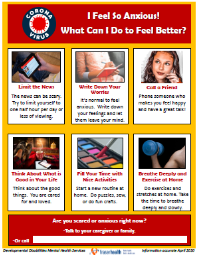 CORONA
VIRUS
I Feel So Anxious!
What Can I Do to Feel Better?
Limit the News
The news can be scary.
Try to limit yourself to
one half hour per day or
less of viewing.
Write Down Your
Worries
It's normal to feel
anxious. Write down
your feelings and let
them leave your mind.
Call a Friend
Phone someone who
makes you feel happy
and have a great talk!
Think About What is
Good in Your Life
Think about the good
things. You are cared
for and loved.
Fill Your Time with
Nice Activities
Start a new routine at
home. Do puzzles, sew,
or do fun crafts.
Breathe Deeply and
Exercise at Home
Do exercises and
stretches at home. Take
the time to breathe
deeply and slowly.
Are you scared or anxious right now?
-Talk to your caregiver or family.
-Or call
Developmental Disabilities Mental Health Services
fraserhealth
Information accurate April 2020